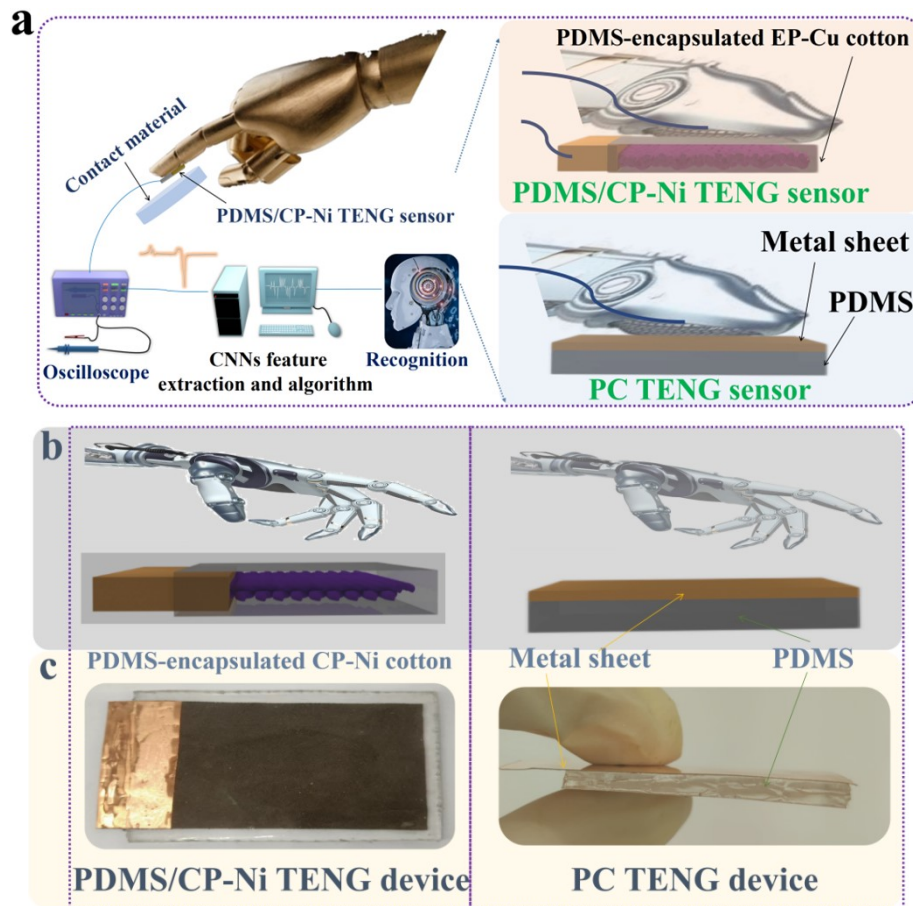 a
Contact material
PDMS/CP-Ni TENG sensor
Oscilloscope
CNNs feature
extraction and algorithm
Recognition
PDMS-encapsulated EP-Cu cotton
PDMS/CP-Ni TENG sensor
Metal sheet
PDMS
PC TENG sensor
b
PDMS-encapsulated CP-Ni cotton
Metal sheet
PDMS
c
PDMS/CP-Ni TENG device
PC TENG device